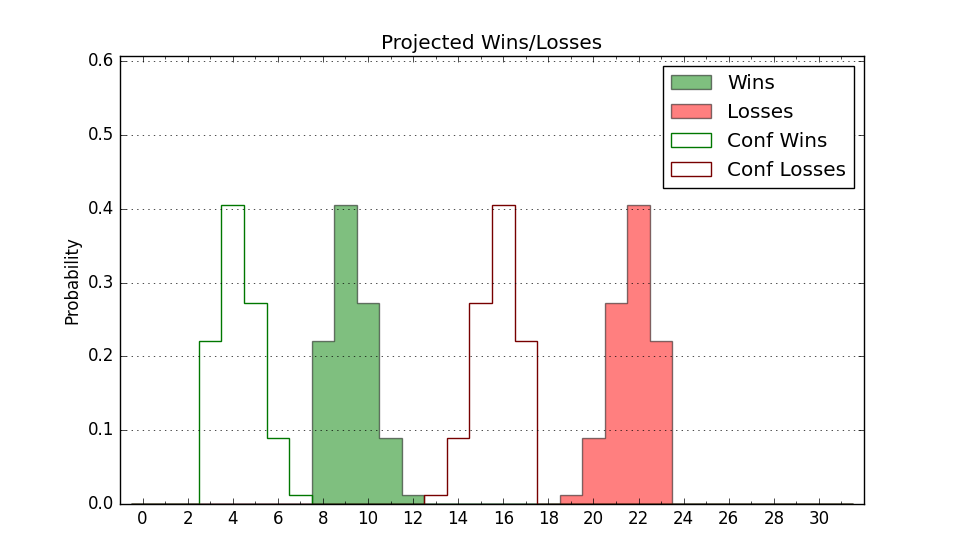 Projected Wins/Losses
Wins
Losses
Conf Wins
Conf Losses
Probability
0.6
0.5
0.4
0.3
0.2
0.1
0.0
0 2 4 6 8 10 12 14 16 18 20 22 24 26 28 30